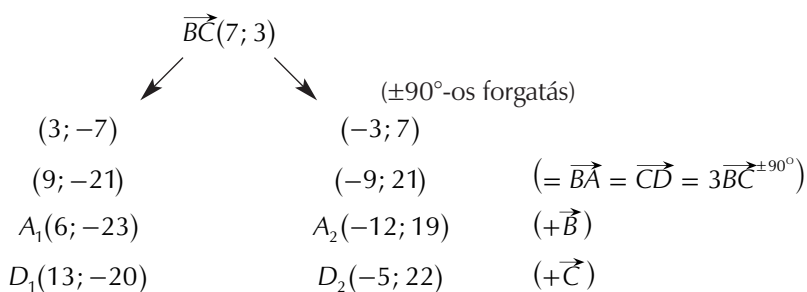 BC(7; 3)
(±90°-os forgatás)
(3; −7) (−3; 7)
(9; −21) (−9; 21) (= BA = CD = 3BC±90°)
A₁(6; −23) A₂(−12; 19) (+B)
D₁(13; −20) D₂(−5; 22) (+C)